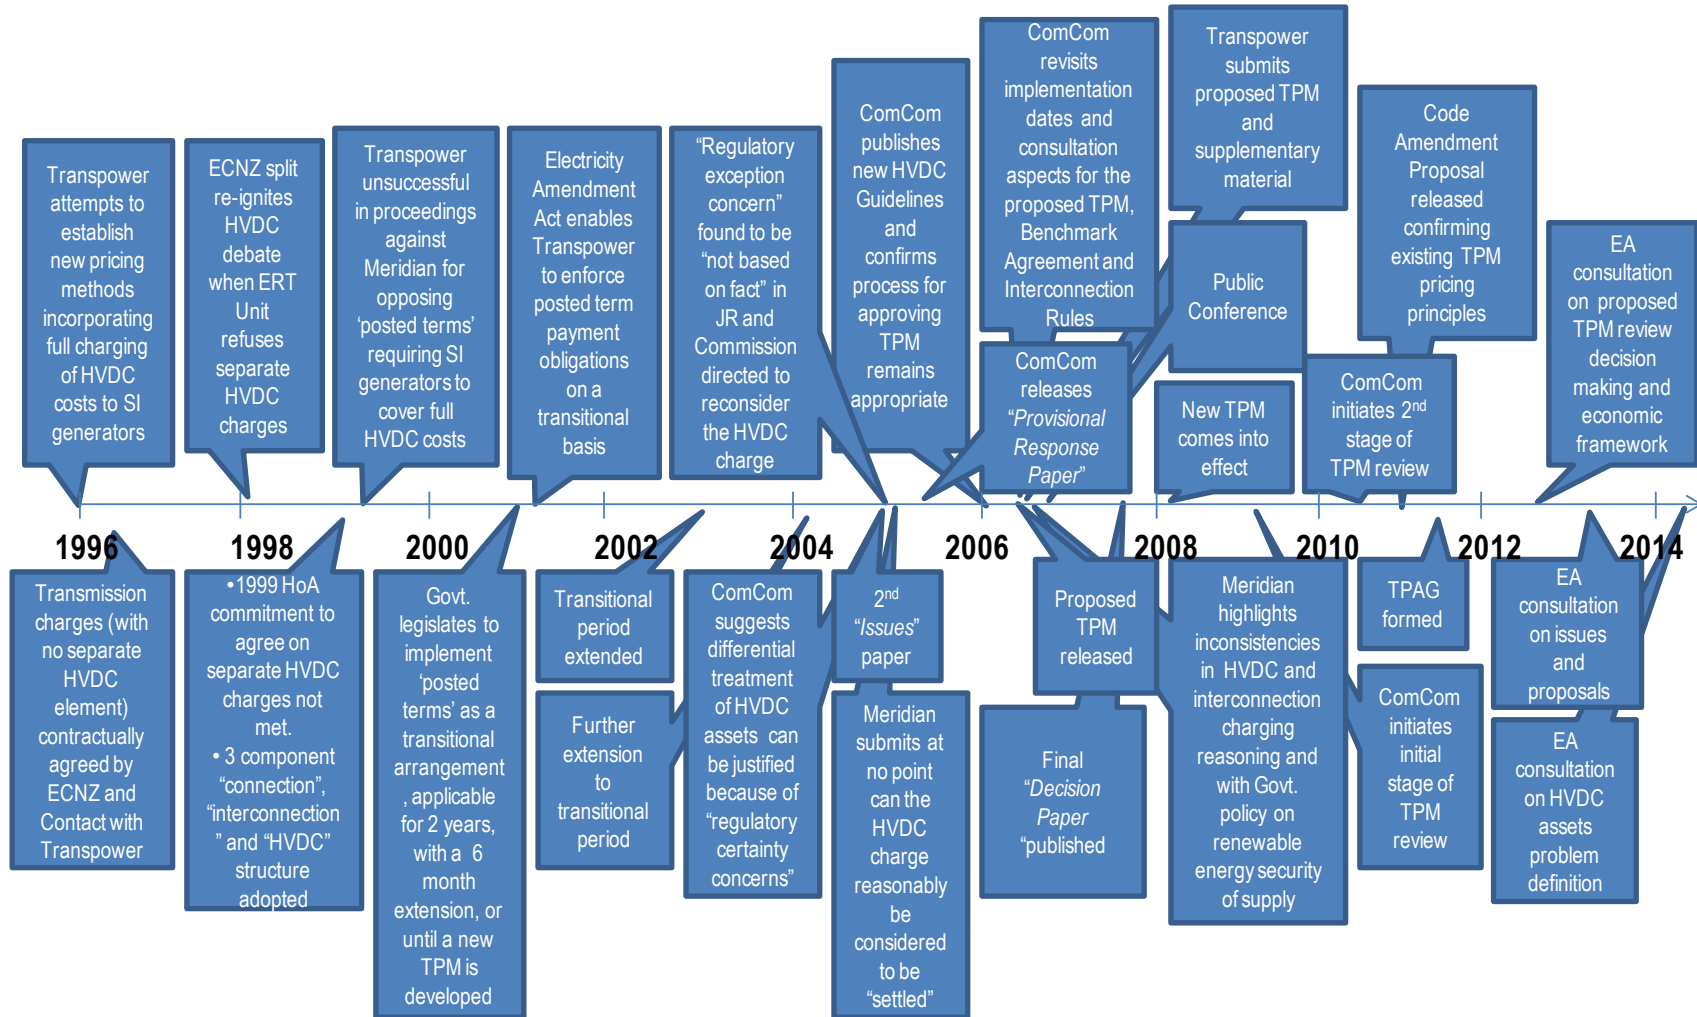 Transpower
attempts to
establish
new pricing
methods
incorporating
full charging
of HVDC
costs to SI
generators
ECNZ split
re-ignites
HVDC
debate
when ERT
Unit
refuses
separate
HVDC
charges
Transpower
unsuccessful
in proceedings
against
Meridian for
opposing
‘posted terms’
requiring SI
generators to
cover full
HVDC costs
Electricity
Amendment
Act enables
Transpower
to enforce
posted term
payment
obligations
on a
transitional
basis
“Regulatory
exception
concern”
found to be
“not based
on fact” in
JR and
Commission
directed to
reconsider
the HVDC
charge
ComCom
publishes
new HVDC
Guidelines
and
confirms
process for
approving
TPM
remains
appropriate
ComCom
revisits
implementation
dates and
consultation
aspects for the
proposed TPM,
Benchmark
Agreement and
Interconnection
Rules
ComCom
releases
“Provisional
Response
Paper”
Transpower
submits
proposed TPM
and
supplementary
material
Public
Conference
New TPM
comes into
effect
Code
Amendment
Proposal
released
confirming
existing TPM
pricing
principles
ComCom
initiates 2nd
stage of
TPM review
EA
consultation
on proposed
TPM review
decision
making and
economic
framework
1996 1998 2000 2002 2004 2006 2008 2010 2012 2014
Transmission
charges (with
no separate
HVDC
element)
contractually
agreed by
ECNZ and
Contact with
Transpower
• 1999 HoA
commitment to
agree on
separate HVDC
charges not
met.
• 3 component
“connection”,
“interconnection
” and “HVDC”
structure
adopted
Govt.
legislates to
implement
‘posted
terms’ as a
transitional
arrangement
, applicable
for 2 years,
with a 6
month
extension, or
until a new
TPM is
developed
Transitional
period
extended
Further
extension
to
transitional
period
ComCom
suggests
differential
treatment
of HVDC
assets can
be justified
because of
“regulatory
certainty
concerns”
2nd
“Issues”
paper
Meridian
submits at
no point
can the
HVDC
charge
reasonably
be
considered
to be
“settled”
Proposed
TPM
released
Final
“Decision
Paper
“published
Meridian
highlights
inconsistencies
in HVDC and
interconnection
charging
reasoning and
with Govt.
policy on
renewable
energy security
of supply
TPAG
formed
ComCom
initiates
initial
stage of
TPM
review
EA
consultation
on issues
and
proposals
EA
consultation
on HVDC
assets
problem
definition